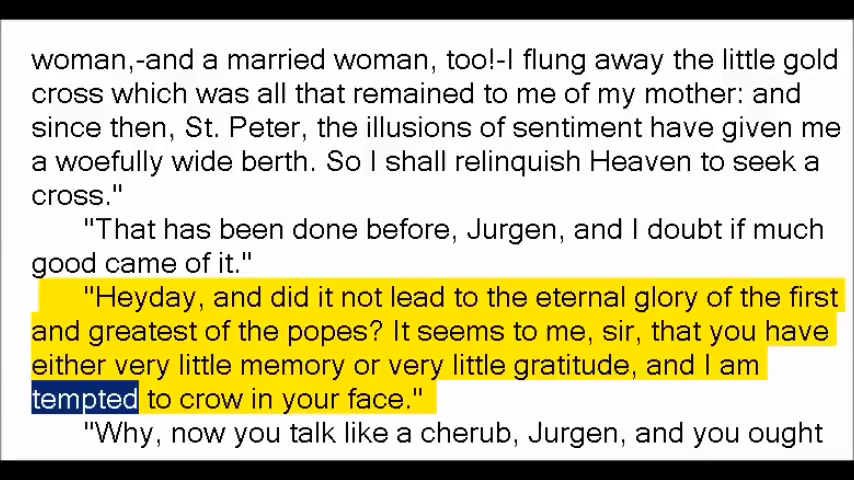 woman,-and a married woman, too!-I flung away the little gold
cross which was all that remained to me of my mother: and
since then, St. Peter, the illusions of sentiment have given me
a woefully wide berth. So I shall relinquish Heaven to seek a
cross."
"That has been done before, Jurgen, and I doubt if much
good came of it."
"Heyday, and did it not lead to the eternal glory of the first
and greatest of the popes? It seems to me, sir, that you have
either very little memory or very little gratitude, and I am
tempted to crow in your face."
"Why, now you talk like a cherub, Jurgen, and you ought